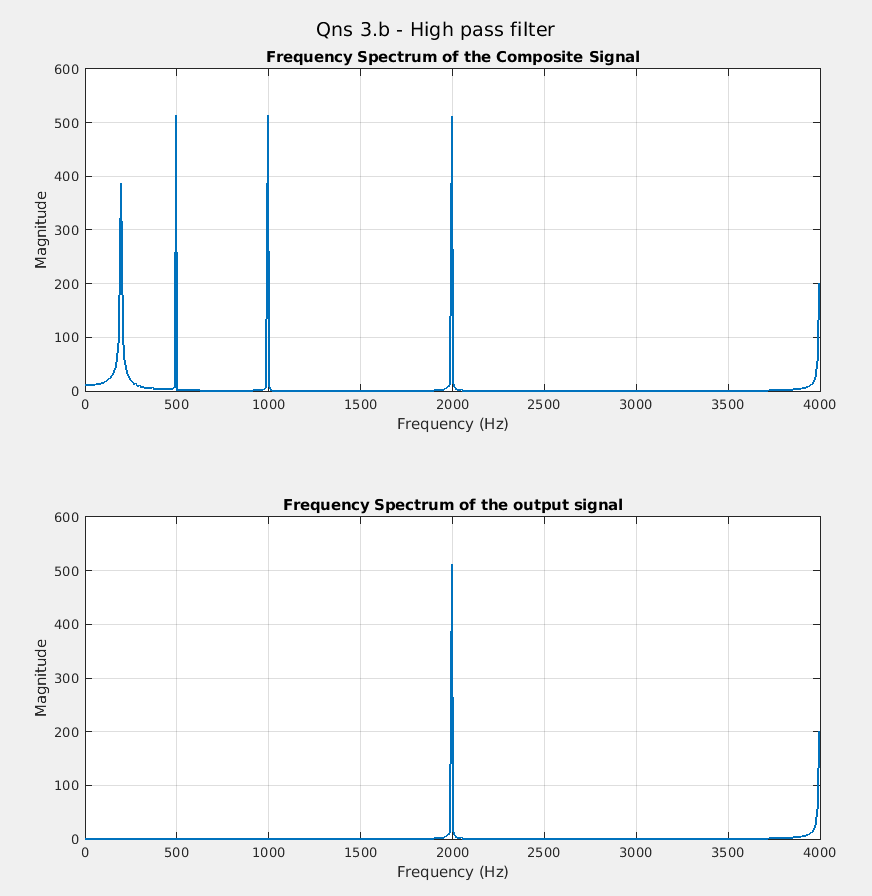 Qns 3.b - High pass filter
Frequency Spectrum of the Composite Signal
600
500
400
300
200
100
0
Magnitude
0 500 1000 1500 2000 2500 3000 3500 4000
Frequency (Hz)
Frequency Spectrum of the output signal
600
500
400
300
200
100
0
Magnitude
0 500 1000 1500 2000 2500 3000 3500 4000
Frequency (Hz)